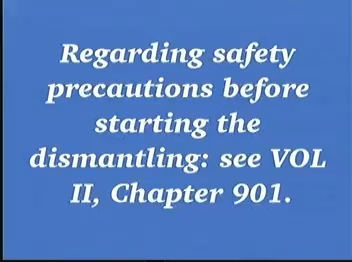 Regarding safety
precautions before
starting the
dismantling: see VOL
II, Chapter 901.